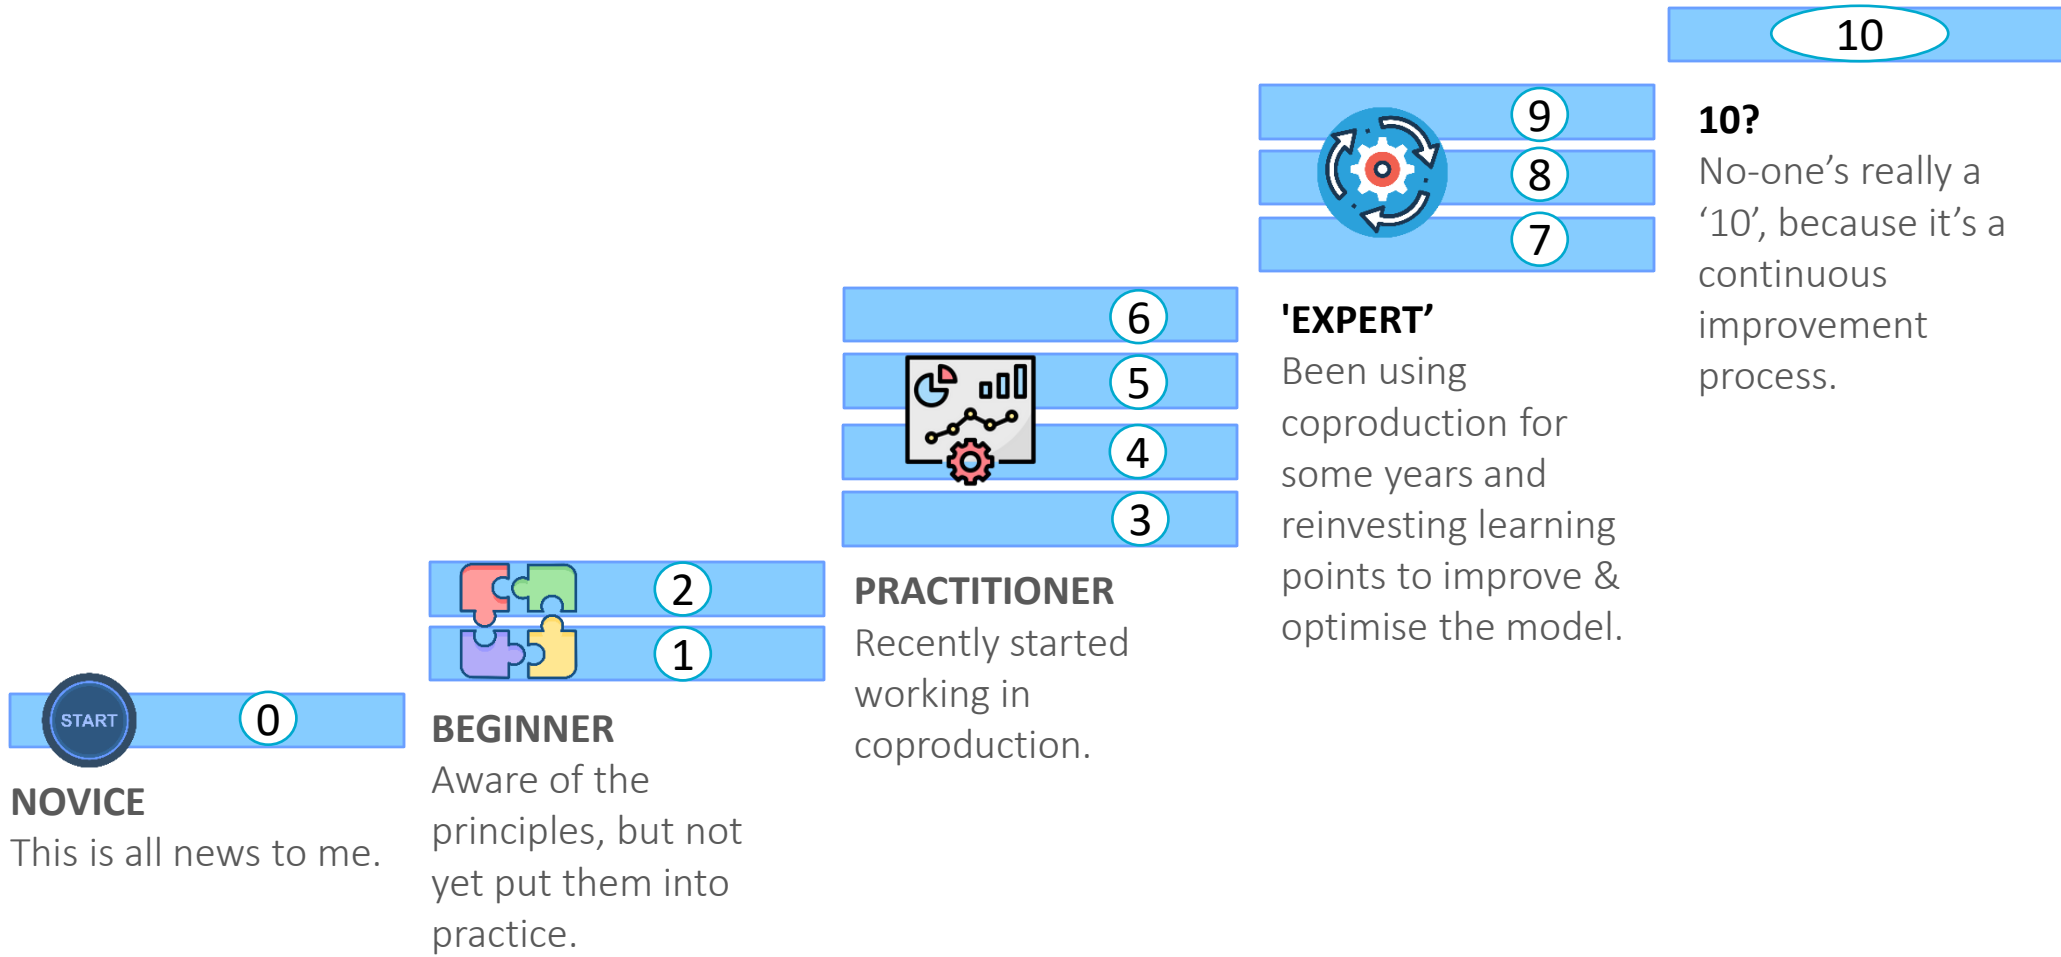 10
9
8
7
10?
No-one’s really a
‘10’, because it’s a
continuous
improvement
process.
6
5
4
3
'EXPERT’
Been using
coproduction for
some years and
reinvesting learning
points to improve &
optimise the model.
2
1
PRACTITIONER
Recently started
working in
coproduction.
START
0
BEGINNER
Aware of the
principles, but not
yet put them into
practice.
NOVICE
This is all news to me.